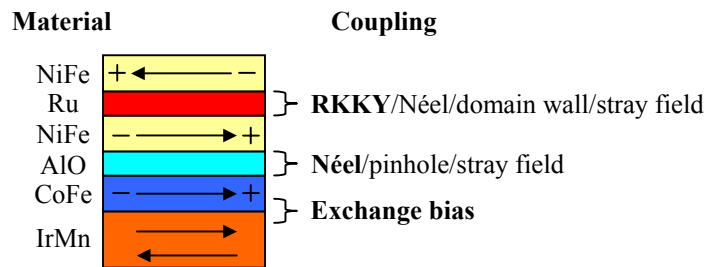 Material Coupling
NiFe + −
Ru RKKY/Néel/domain wall/stray field
NiFe − +
AlO Néel/pinhole/stray field
CoFe − +
Exchange bias
IrMn